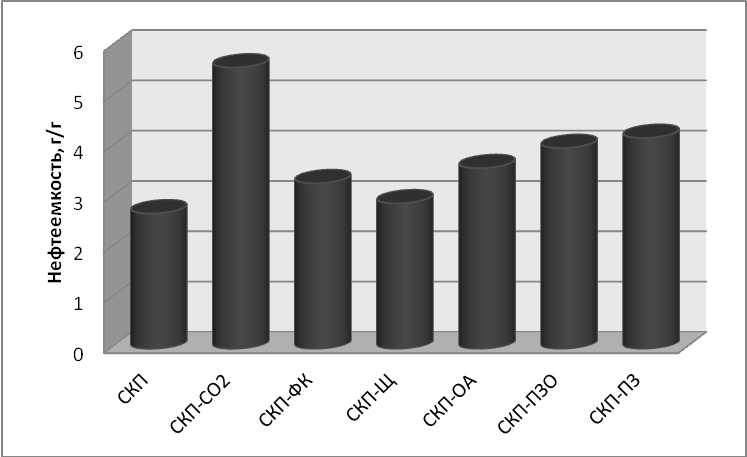 Нефтеемкость, г/г
6
5
4
3
2
1
0
СКП
СКП-СО2
СКП-ФК
СКП-Щ
СКП-ОА
СКП-ПЗО
СКП-ПЗ